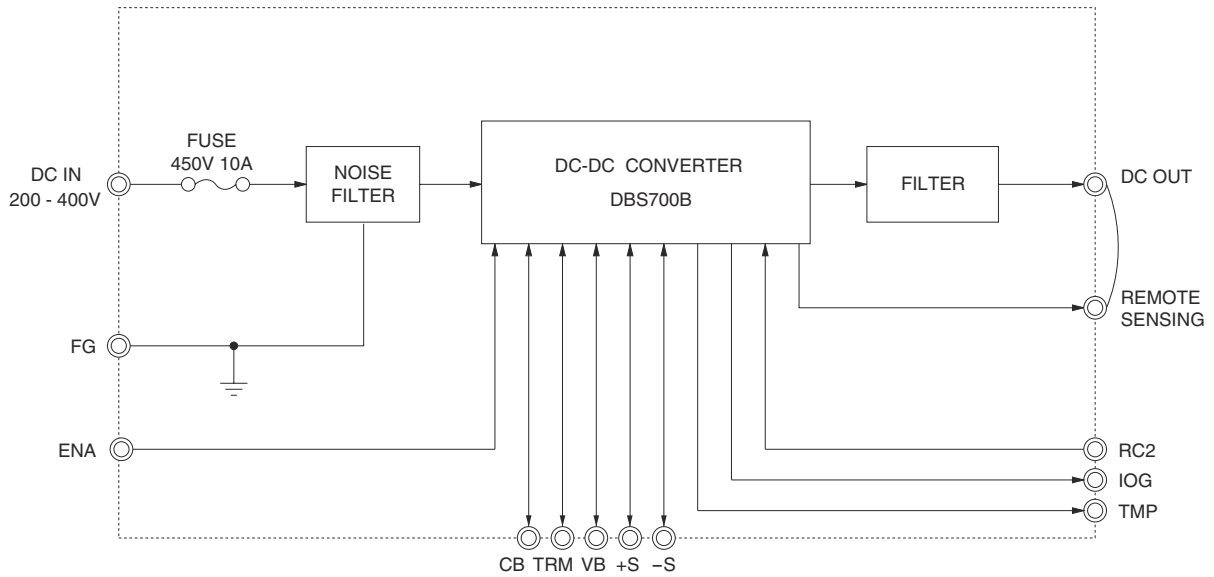 FUSE
450V 10A
DC IN
200 - 400V
NOISE
FILTER
DC-DC CONVERTER
DBS700B
FILTER
DC OUT
REMOTE
SENSING
FG
ENA
RC2
IOG
TMP
CB TRM VB +S −S